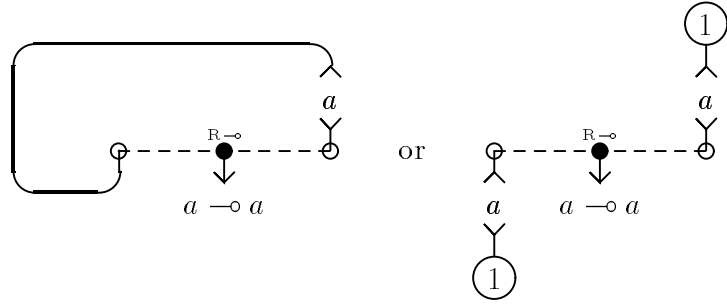 1
a a
R⊸ R⊸
or
a ⊸ a a a ⊸ a
1